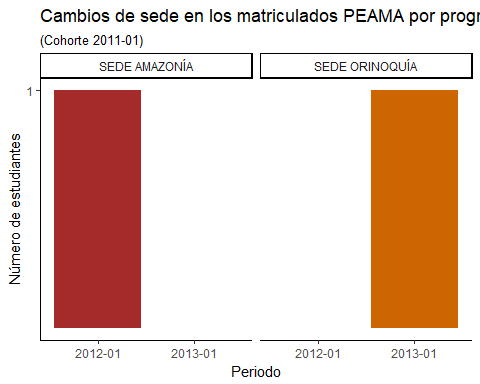 Cambios de sede en los matriculados PEAMA por progr
(Cohorte 2011-01)
SEDE AMAZONÍA SEDE ORINOQUÍA
1
Número de estudiantes
2012-01 2013-01 2012-01 2013-01
Periodo